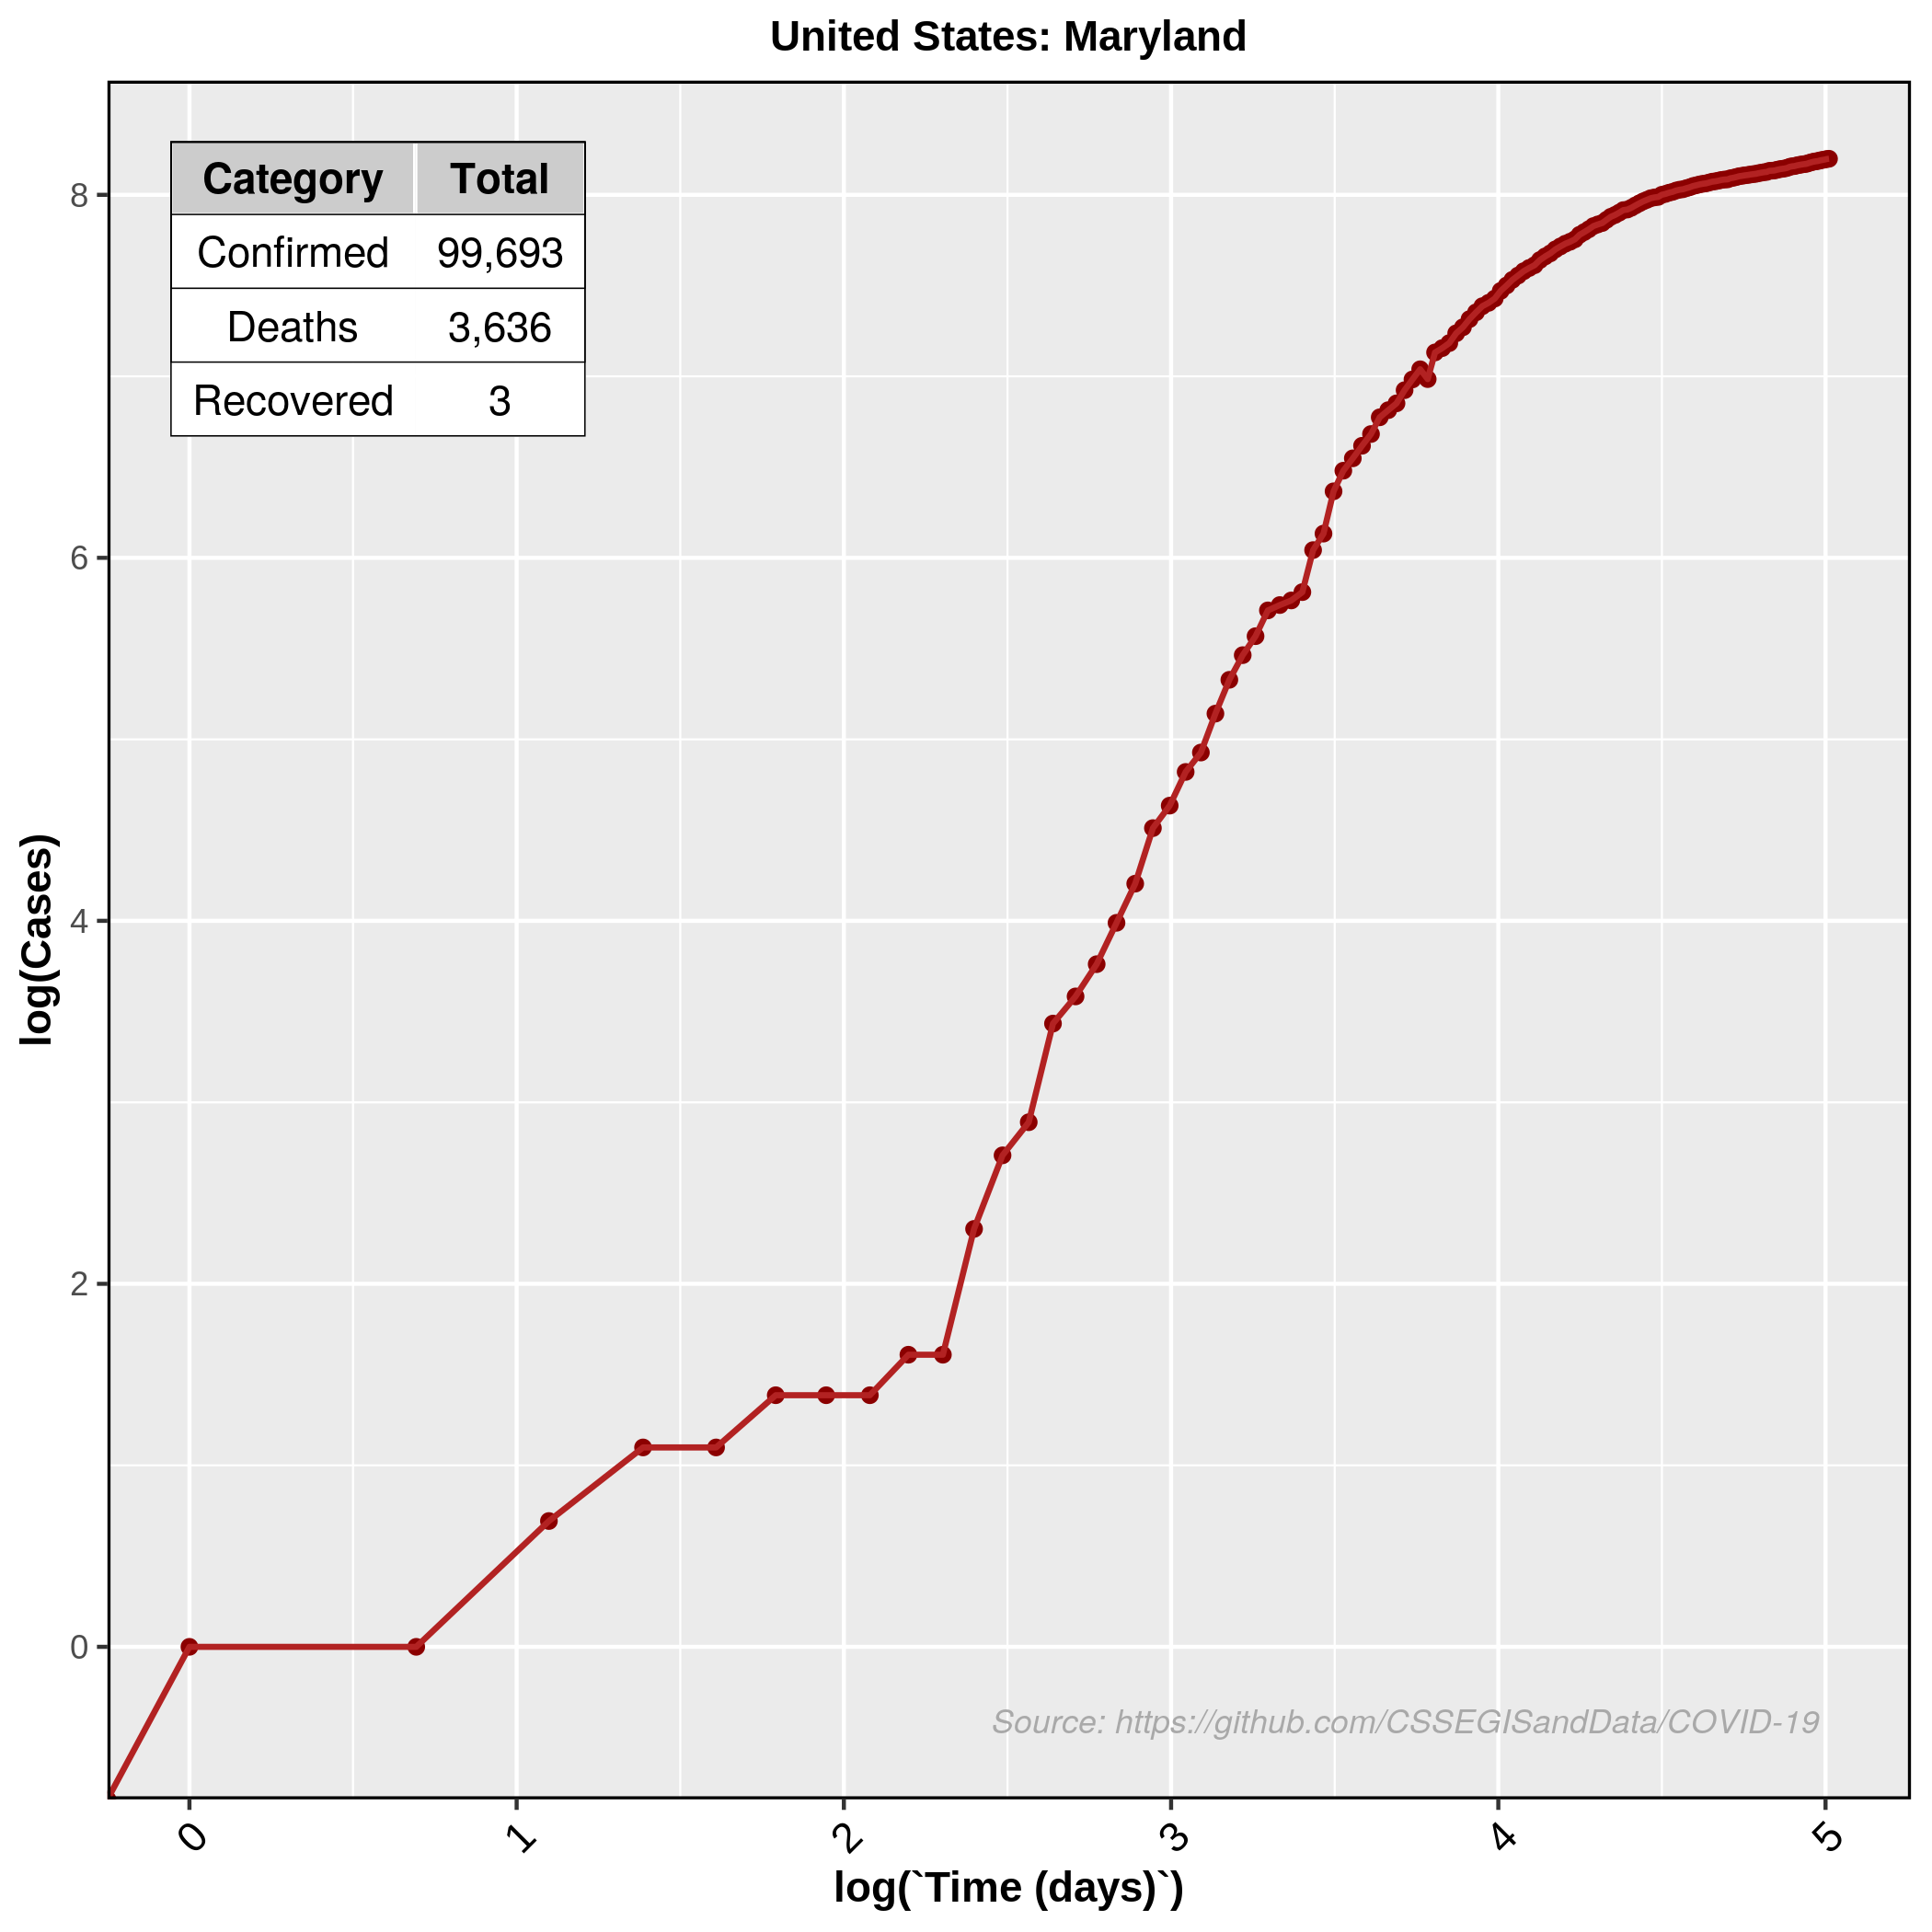 United States: Maryland
Category Total
Confirmed 99,693
Deaths 3,636
Recovered 3
8
6
4
2
0
log(Cases)
Source: https://github.com/CSSEGISandData/COVID-19
0 1 2 3 4 5
log(`Time (days)`)